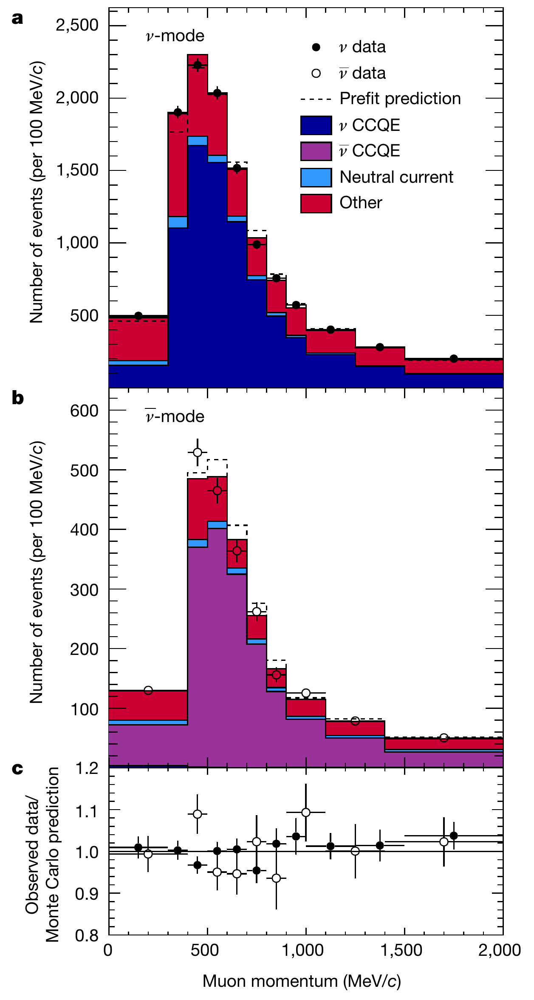 a
2,500
2,000
1,500
1,000
500
Number of events (per 100 MeV/c)
ν-mode
ν data
ν̅ data
Prefit prediction
ν CCQE
ν̅ CCQE
Neutral current
Other
b
600
500
400
300
200
100
Number of events (per 100 MeV/c)
ν̅-mode
c
1.2
1.1
1.0
0.9
0.8
Observed data/
Monte Carlo prediction
0 500 1,000 1,500 2,000
Muon momentum (MeV/c)